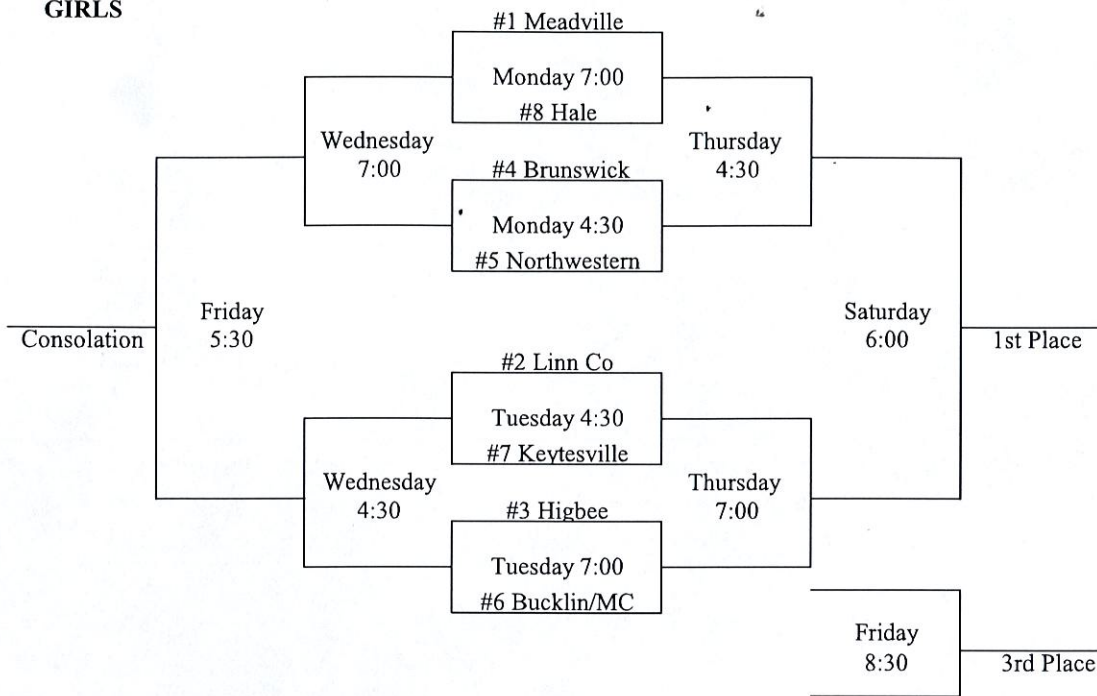 GIRLS
#1 Meadville
Monday 7:00
#8 Hale
Wednesday
7:00
Thursday
4:30
#4 Brunswick
Monday 4:30
#5 Northwestern
Friday
5:30
Consolation
Saturday
6:00
1st Place
#2 Linn Co
Tuesday 4:30
#7 Keytesville
Wednesday
4:30
Thursday
7:00
#3 Higbee
Tuesday 7:00
#6 Bucklin/MC
Friday
8:30
3rd Place